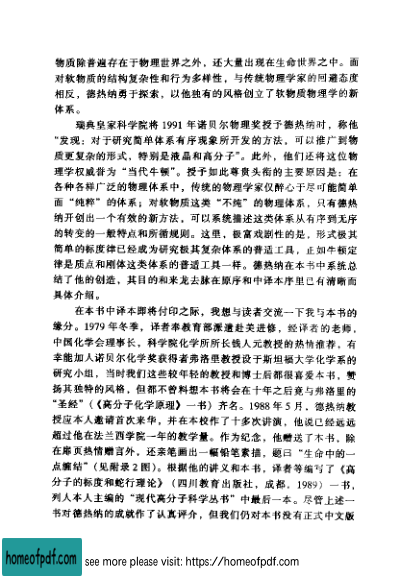 物质除普遍存在于物理世界之外，还大量出现在生命世界之中。面
对软物质的结构复杂性和行为多样性，与传统物理学家的回避态度
相反，德热纳勇于探索，以他独有的风格创立了软物质物理学的新
体系。
瑞典皇家科学院将 1991 年诺贝尔物理奖授予德热纳时，称他
“发现：对于研究简单体系有序现象所开发的方法，可以推广到物
质更复杂的形式，特别是液晶和高分子”。此外，他们还将这位物
理学权威誉为“当代牛顿”。授予如此尊贵头衔的主要原因是：在
各种各样广泛的物理体系中，传统的物理学家仅醉心于尽可能简单
面“纯粹”的体系；对软物质这类“不纯”的物理体系，只有德热
纳开创出一个有效的新方法，可以系统描述这类体系从有序到无序
的转变的一般特点和所循规则。这里，极富戏剧性的是，形式极其
简单的标度律已经成为研究极其复杂体系的普适工具，正如牛顿定
律是质点和刚体这类体系的普适工具一样。德热纳在本书中系统总
结了他的创造，其目的和来龙去脉在原序和中译本序里已有清晰而
具体介绍。
在本书中译本即将付印之际，我想与读者交流一下我与本书的
缘分。1979 年冬季，译者奉教育部派遣赴美进修，经译者的老师，
中国化学会理事长、科学院化学所所长钱人元教授的热情推荐，有
幸能加入诺贝尔化学奖获得者弗洛里教授设于斯坦福大学化学系的
研究小组，当时我们这些较年轻的教授和博士后都很喜爱本书，赞
扬其独特的风格，但都不曾料想本书将会在十年之后竟与弗洛里的
“圣经”（《高分子化学原理》一书）齐名。1988 年 5 月，德热纳教
授应本人邀请首次来华，并在本校作了十多次讲演，他说已经远远
超过他在法兰西学院一年的教学量。作为纪念，他赠送了本书，除
在扉页热情赠言外，还亲笔画出一幅铅笔素描，题曰“生命中的一
点缠结”（见附录 2 图）。根据他的讲义和本书，译者等编写了《高
分子的标度和蛇行理论》（四川教育出版社，成都，1989）一书，
列入本人主编的“现代高分子科学丛书”中最后一本。尽管上述一
书对德热纳的成就作了认真评介，但我们仍对本书没有正式中文版
homeofpdf.com
see more please visit: https://homeofpdf.com